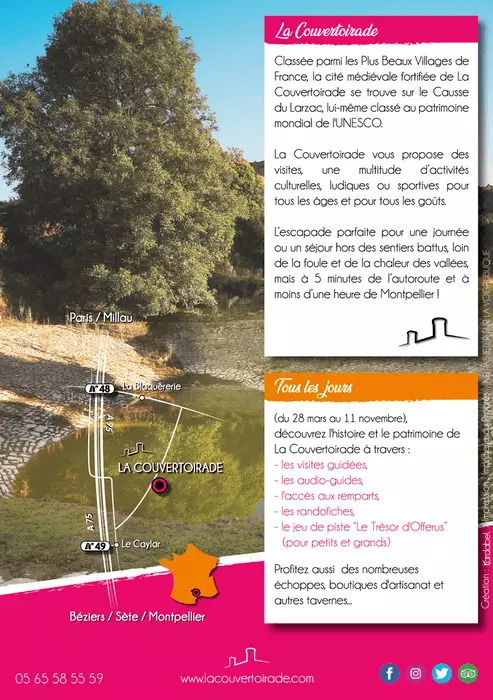 La Couvertoirade
Classée parmi les Plus Beaux Villages de
France, la cité médiévale fortifiée de La
Couvertoirade se trouve sur le Causse
du Larzac, lui-même classé au patrimoine
mondial de l'UNESCO.
La Couvertoirade vous propose des
visites, une multitude d'activités
culturelles, ludiques ou sportives pour
tous les âges et pour tous les goûts.
L'escapade parfaite pour une journée
ou un séjour hors des sentiers battus, loin
de la foule et de la chaleur des vallées,
mais à 5 minutes de l'autoroute et à
moins d'une heure de Montpellier !
Tous les jours
(du 28 mars au 11 novembre),
découvrez l'histoire et le patrimoine de
La Couvertoirade à travers :
- les visites guidées,
- les audio-guides,
- l'accès aux remparts,
- les randofiches,
- le jeu de piste "Le Trésor d'Offerus"
(pour petits et grands)
Profitez aussi des nombreuses
échoppes, boutiques d'artisanat et
autres tavernes...
Paris / Millau
N° 48
La Blaquèrerie
A 75
LA COUVERTOIRADE
A 75
N° 49
Le Caylar
Béziers / Sète / Montpellier
05 65 58 55 59
www.lacouvertoirade.com
Création :